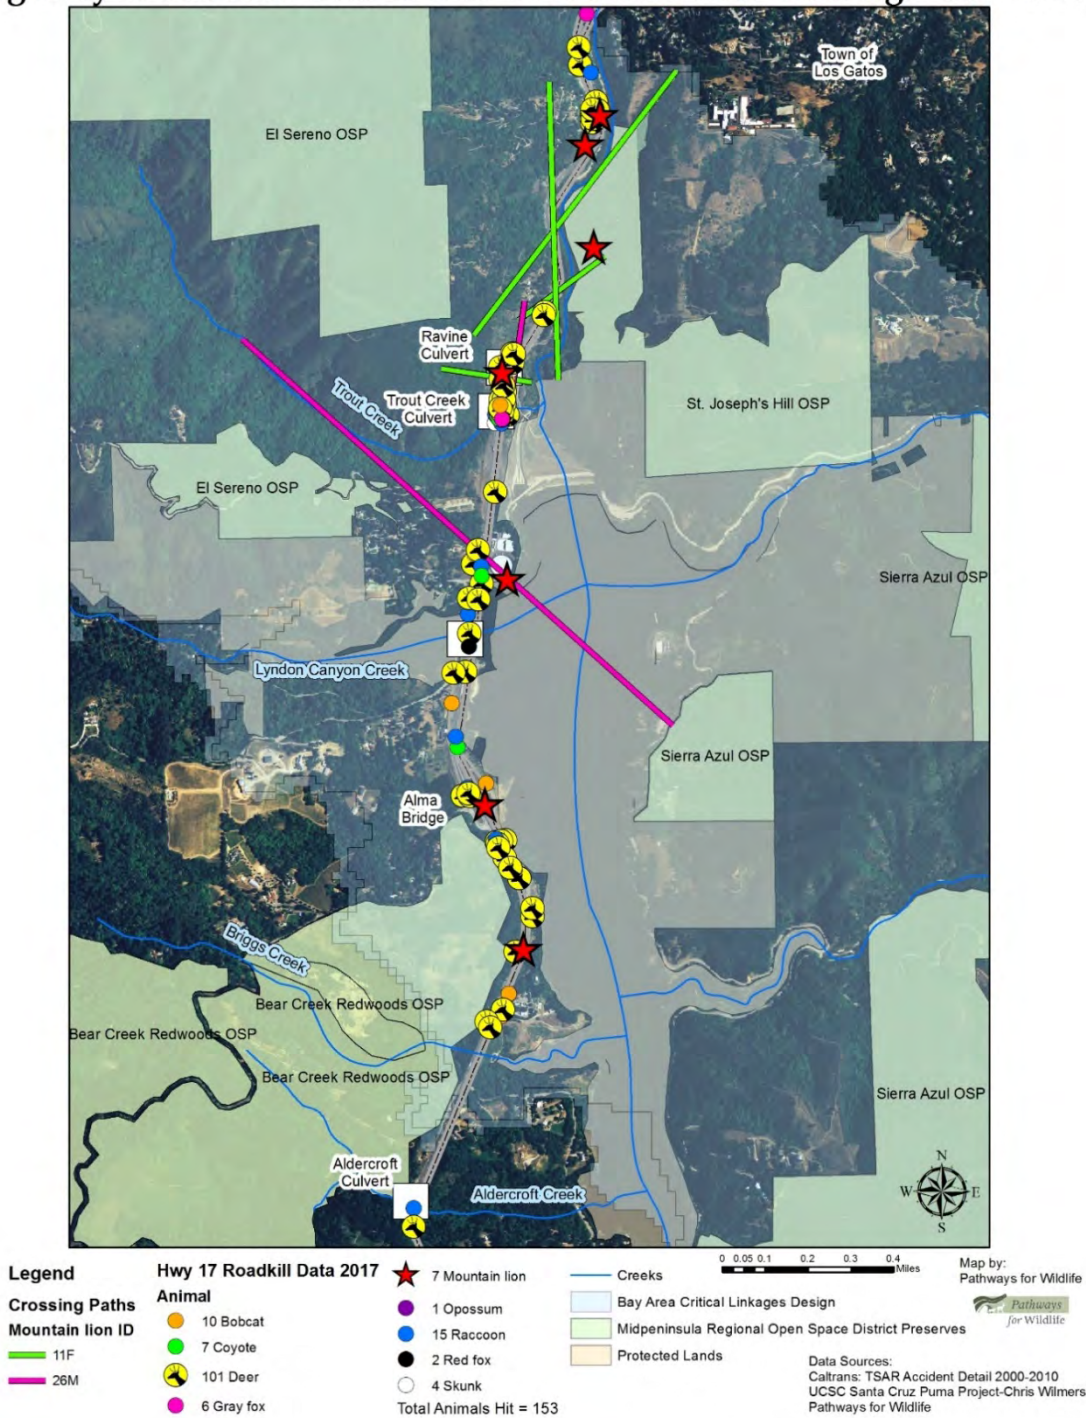 Town of
Los Gatos
El Sereno OSP
Ravine
Culvert
Trout Creek
Culvert
Trout Creek
St. Joseph's Hill OSP
El Sereno OSP
Sierra Azul OSP
Lyndon Canyon Creek
Sierra Azul OSP
Alma
Bridge
Briggs Creek
Bear Creek Redwoods OSP
Bear Creek Redwoods OSP
Bear Creek Redwoods OSP
Sierra Azul OSP
Aldercroft
Culvert
Aldercroft Creek
N
W E
S
Legend
Crossing Paths
Mountain lion ID
11F
26M
Hwy 17 Roadkill Data 2017
Animal
10 Bobcat
7 Coyote
101 Deer
6 Gray fox
7 Mountain lion
1 Opossum
15 Raccoon
2 Red fox
4 Skunk
Total Animals Hit = 153
Creeks
Bay Area Critical Linkages Design
Midpeninsula Regional Open Space District Preserves
Protected Lands
0 0.05 0.1 0.2 0.3 0.4
Miles
Map by:
Pathways for Wildlife
Pathways
for Wildlife
Data Sources:
Caltrans: TSAR Accident Detail 2000-2010
UCSC Santa Cruz Puma Project-Chris Wilmers
Pathways for Wildlife